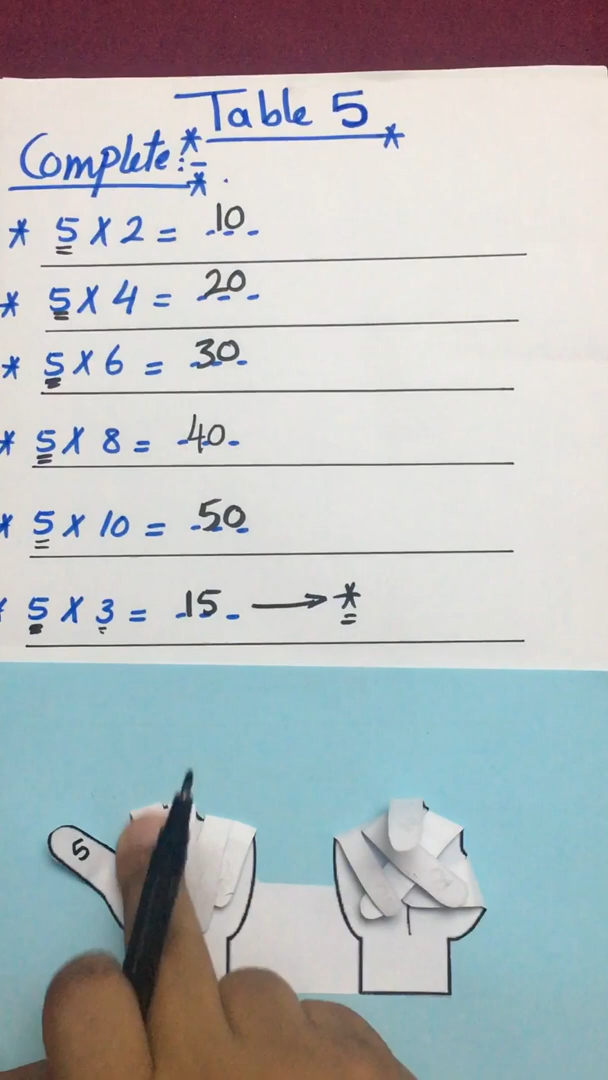 Table 5
Complete:-
* 5 X 2 = 10
* 5 X 4 = 20
* 5 X 6 = 30
* 5 X 8 = 40
* 5 X 10 = 50
* 5 X 3 = 15 → *
5